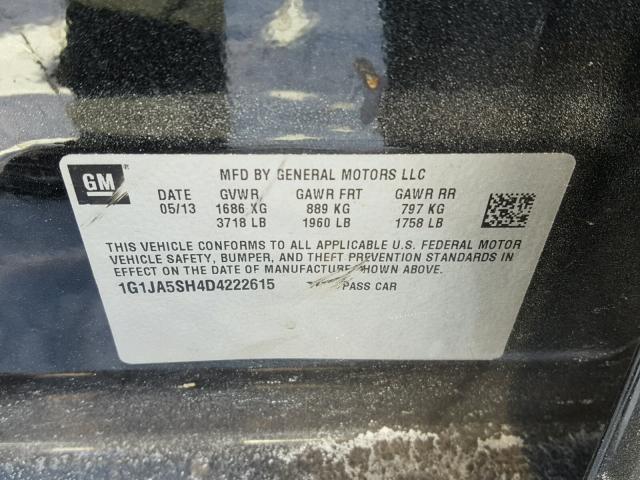 GM
MFD BY GENERAL MOTORS LLC
DATE GVWR GAWR FRT GAWR RR
05/13 1686 KG 889 KG 797 KG
3718 LB 1960 LB 1758 LB
THIS VEHICLE CONFORMS TO ALL APPLICABLE U.S. FEDERAL MOTOR
VEHICLE SAFETY, BUMPER, AND THEFT PREVENTION STANDARDS
IN EFFECT ON THE DATE OF MANUFACTURE SHOWN ABOVE.
1G1JA5SH4D4222615 PASS CAR